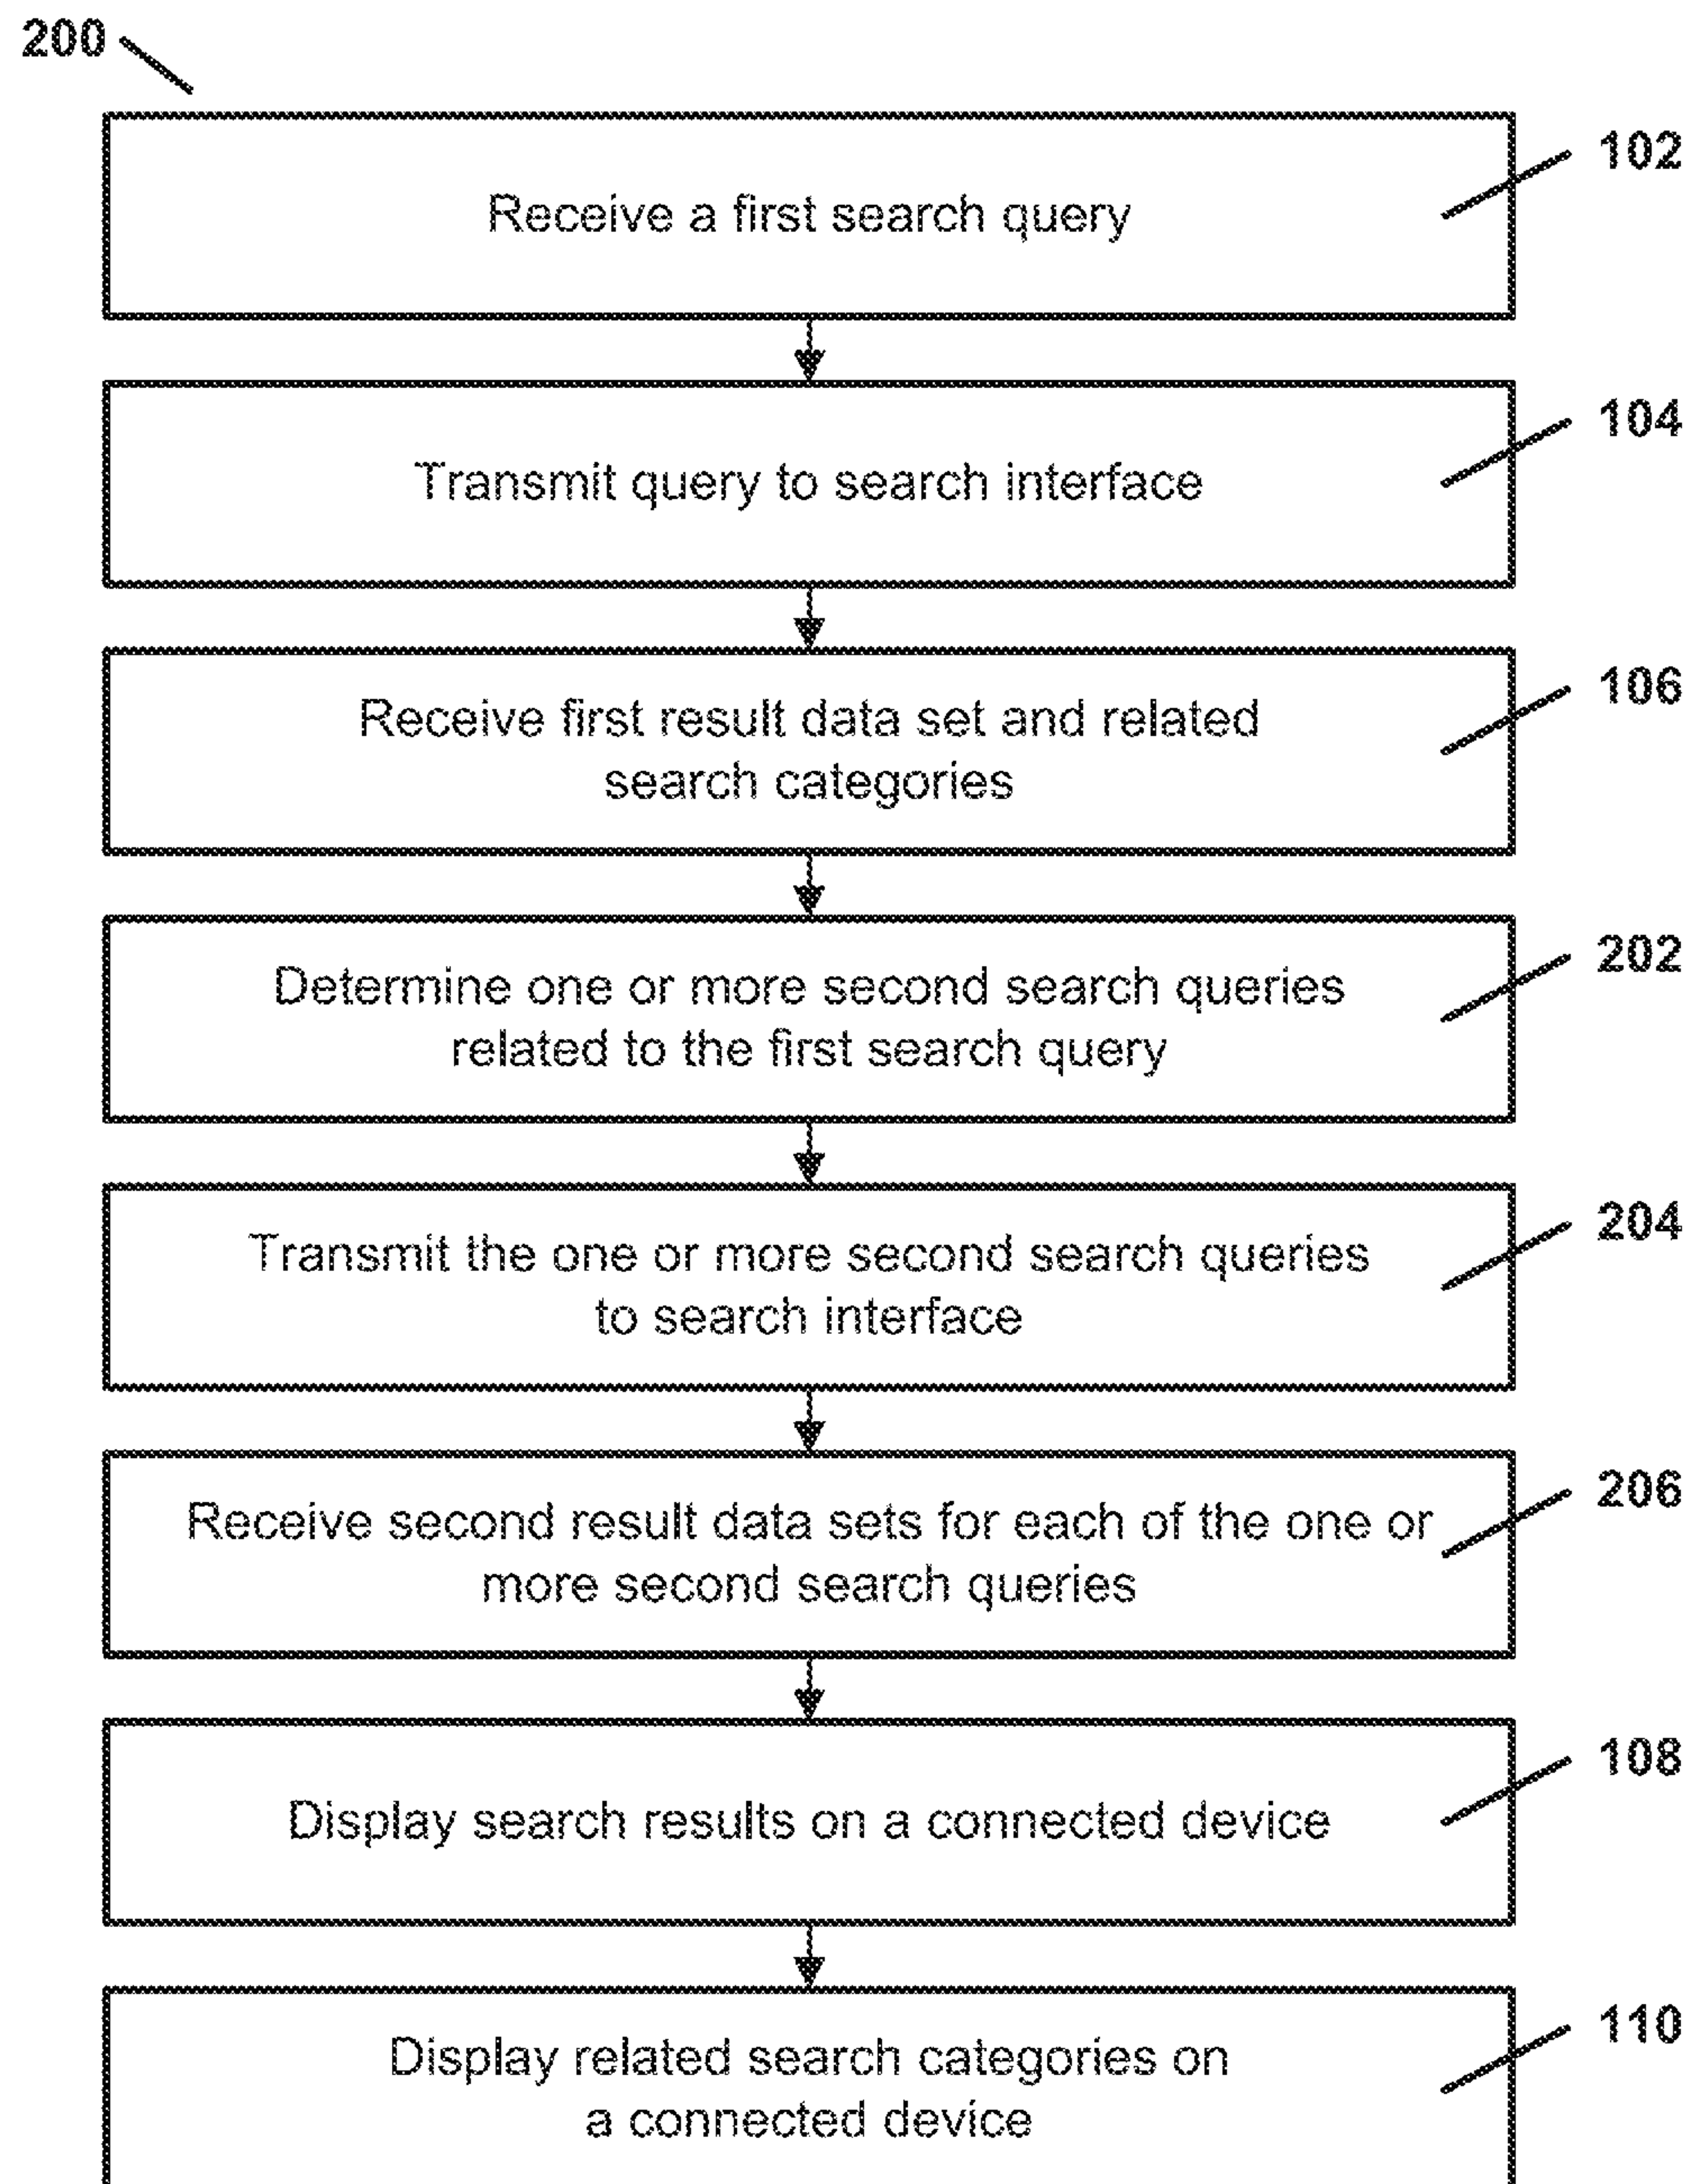 200
Receive a first search query
102
Transmit query to search interface
104
Receive first result data set and related
search categories
106
Determine one or more second search queries
related to the first search query
202
Transmit the one or more second search queries
to search interface
204
Receive second result data sets for each of the one or
more second search queries
206
Display search results on a connected device
108
Display related search categories on
a connected device
110